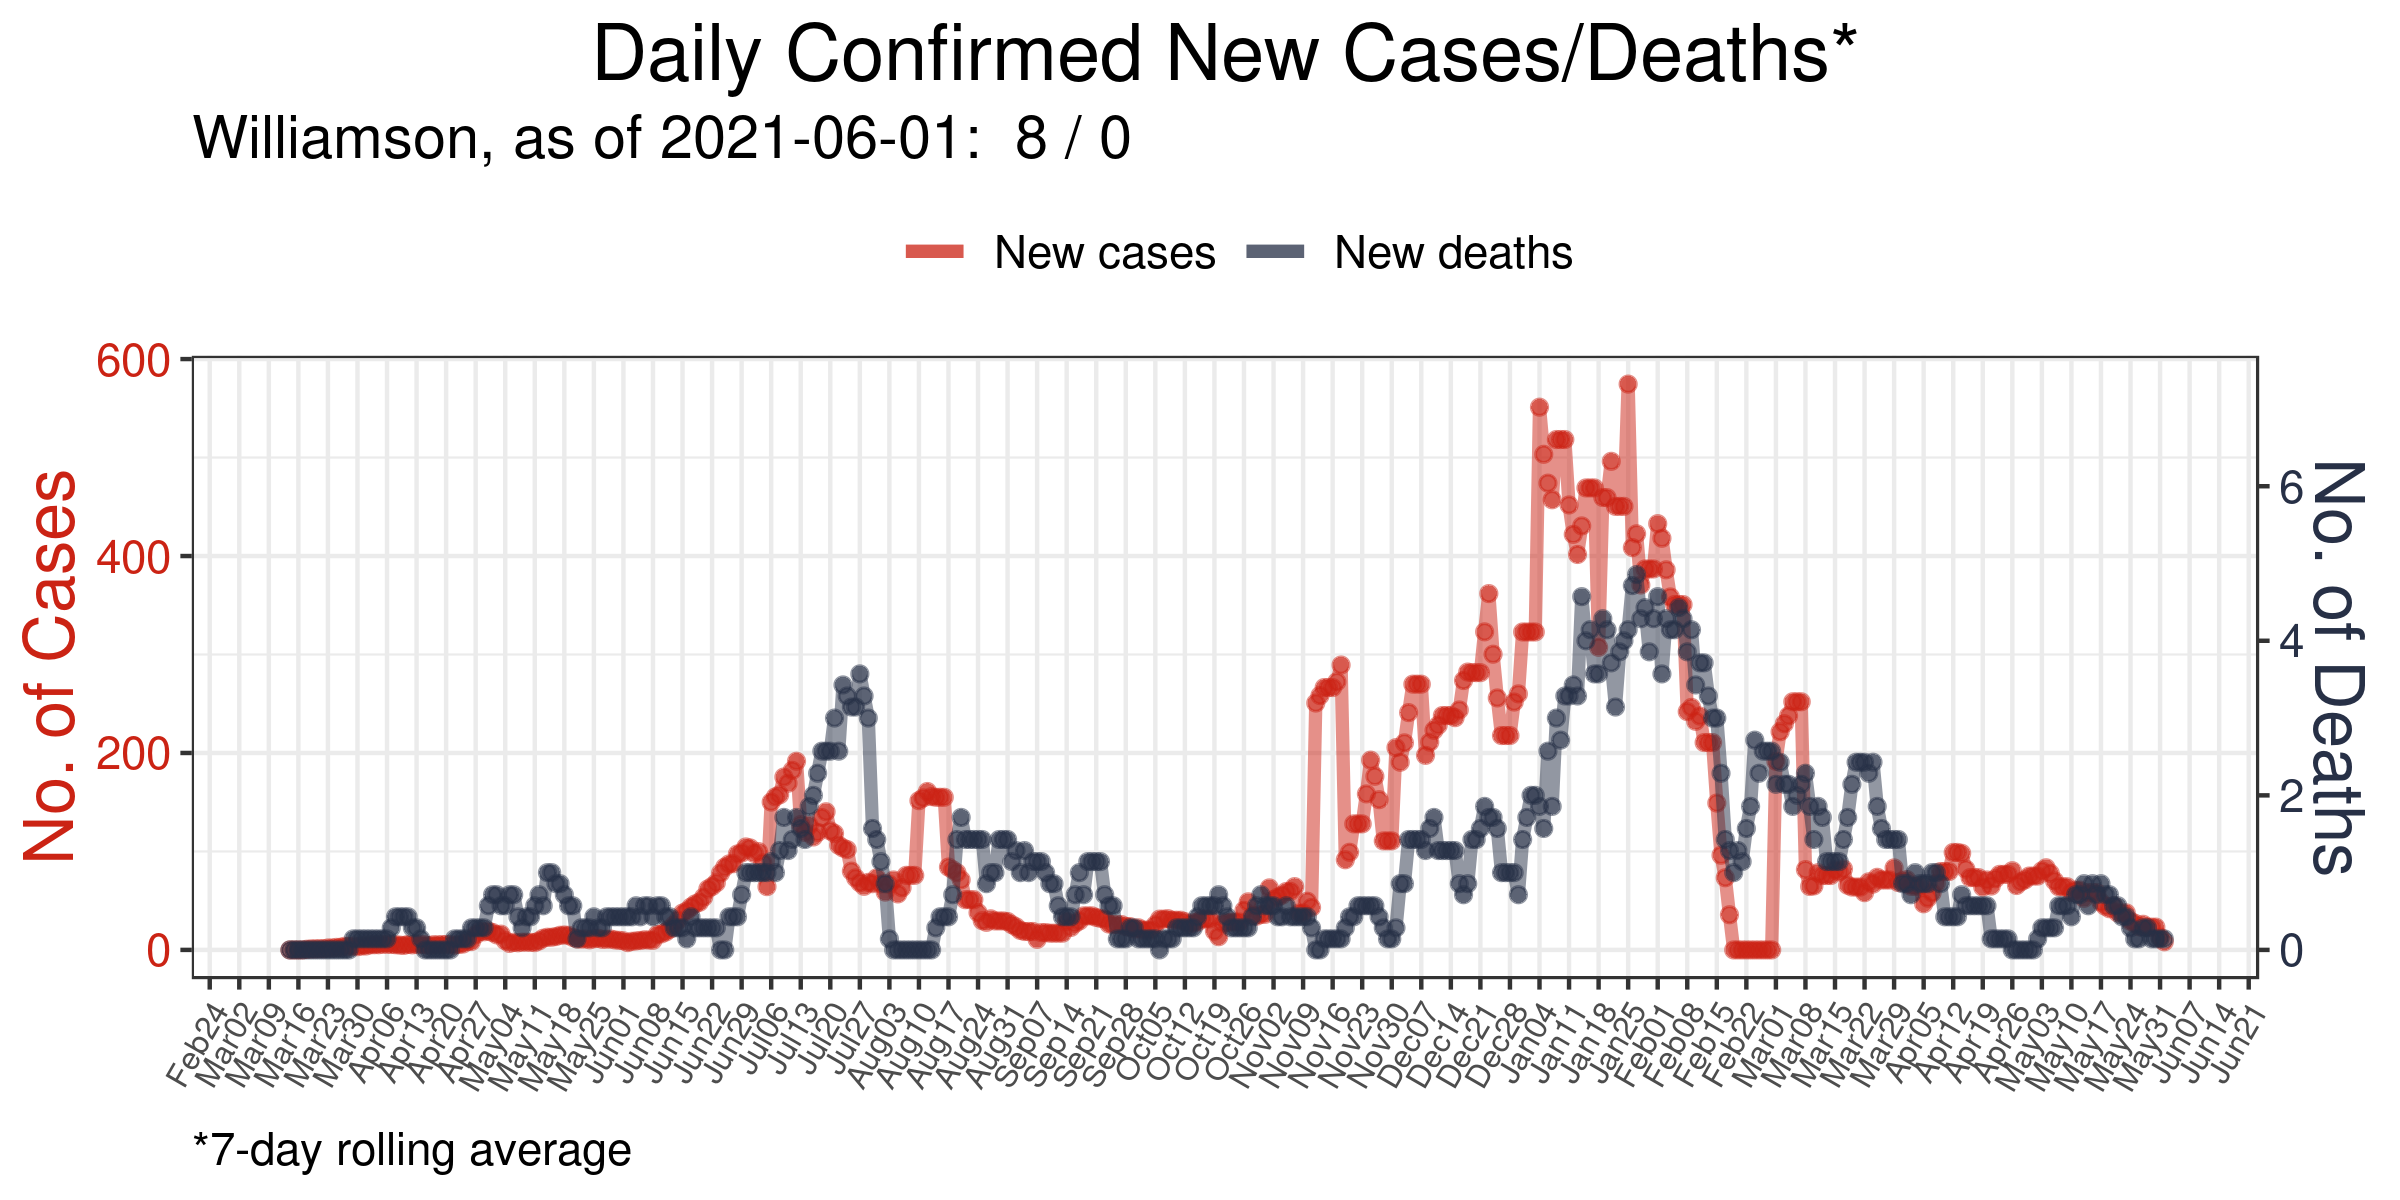 Daily Confirmed New Cases/Deaths*
Williamson, as of 2021-06-01:  8 / 0
New cases
New deaths
No. of Cases
600
400
200
0
6
4
2
0
No. of Deaths
Feb24
Mar02
Mar09
Mar16
Mar23
Mar30
Apr06
Apr13
Apr20
Apr27
May04
May11
May18
May25
Jun01
Jun08
Jun15
Jun22
Jun29
Jul06
Jul13
Jul20
Jul27
Aug03
Aug10
Aug17
Aug24
Aug31
Sep07
Sep14
Sep21
Sep28
Oct05
Oct12
Oct19
Oct26
Nov02
Nov09
Nov16
Nov23
Nov30
Dec07
Dec14
Dec21
Dec28
Jan04
Jan11
Jan18
Jan25
Feb01
Feb08
Feb15
Feb22
Mar01
Mar08
Mar15
Mar22
Mar29
Apr05
Apr12
Apr19
Apr26
May03
May10
May17
May24
May31
Jun07
Jun14
Jun21
*7-day rolling average